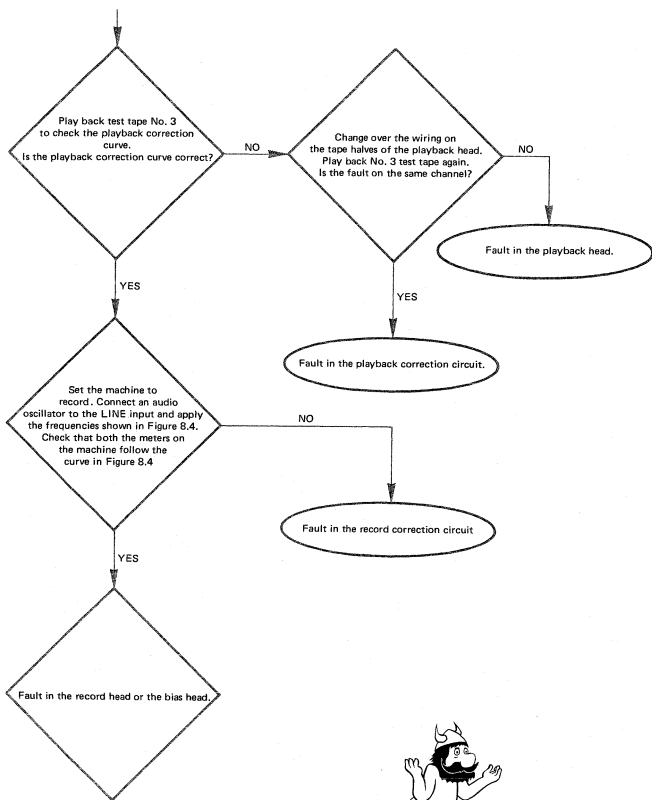 Play back test tape No. 3
to check the playback correction
curve.
Is the playback correction curve correct?
NO
Change over the wiring on
the tape halves of the playback head.
Play back No. 3 test tape again.
Is the fault on the same channel?
NO
Fault in the playback head.
YES
YES
Fault in the playback correction circuit.
Set the machine to
record. Connect an audio
oscillator to the LINE input and apply
the frequencies shown in Figure 8.4.
Check that both the meters on
the machine follow the
curve in Figure 8.4
NO
Fault in the record correction circuit
YES
Fault in the record head or the bias head.